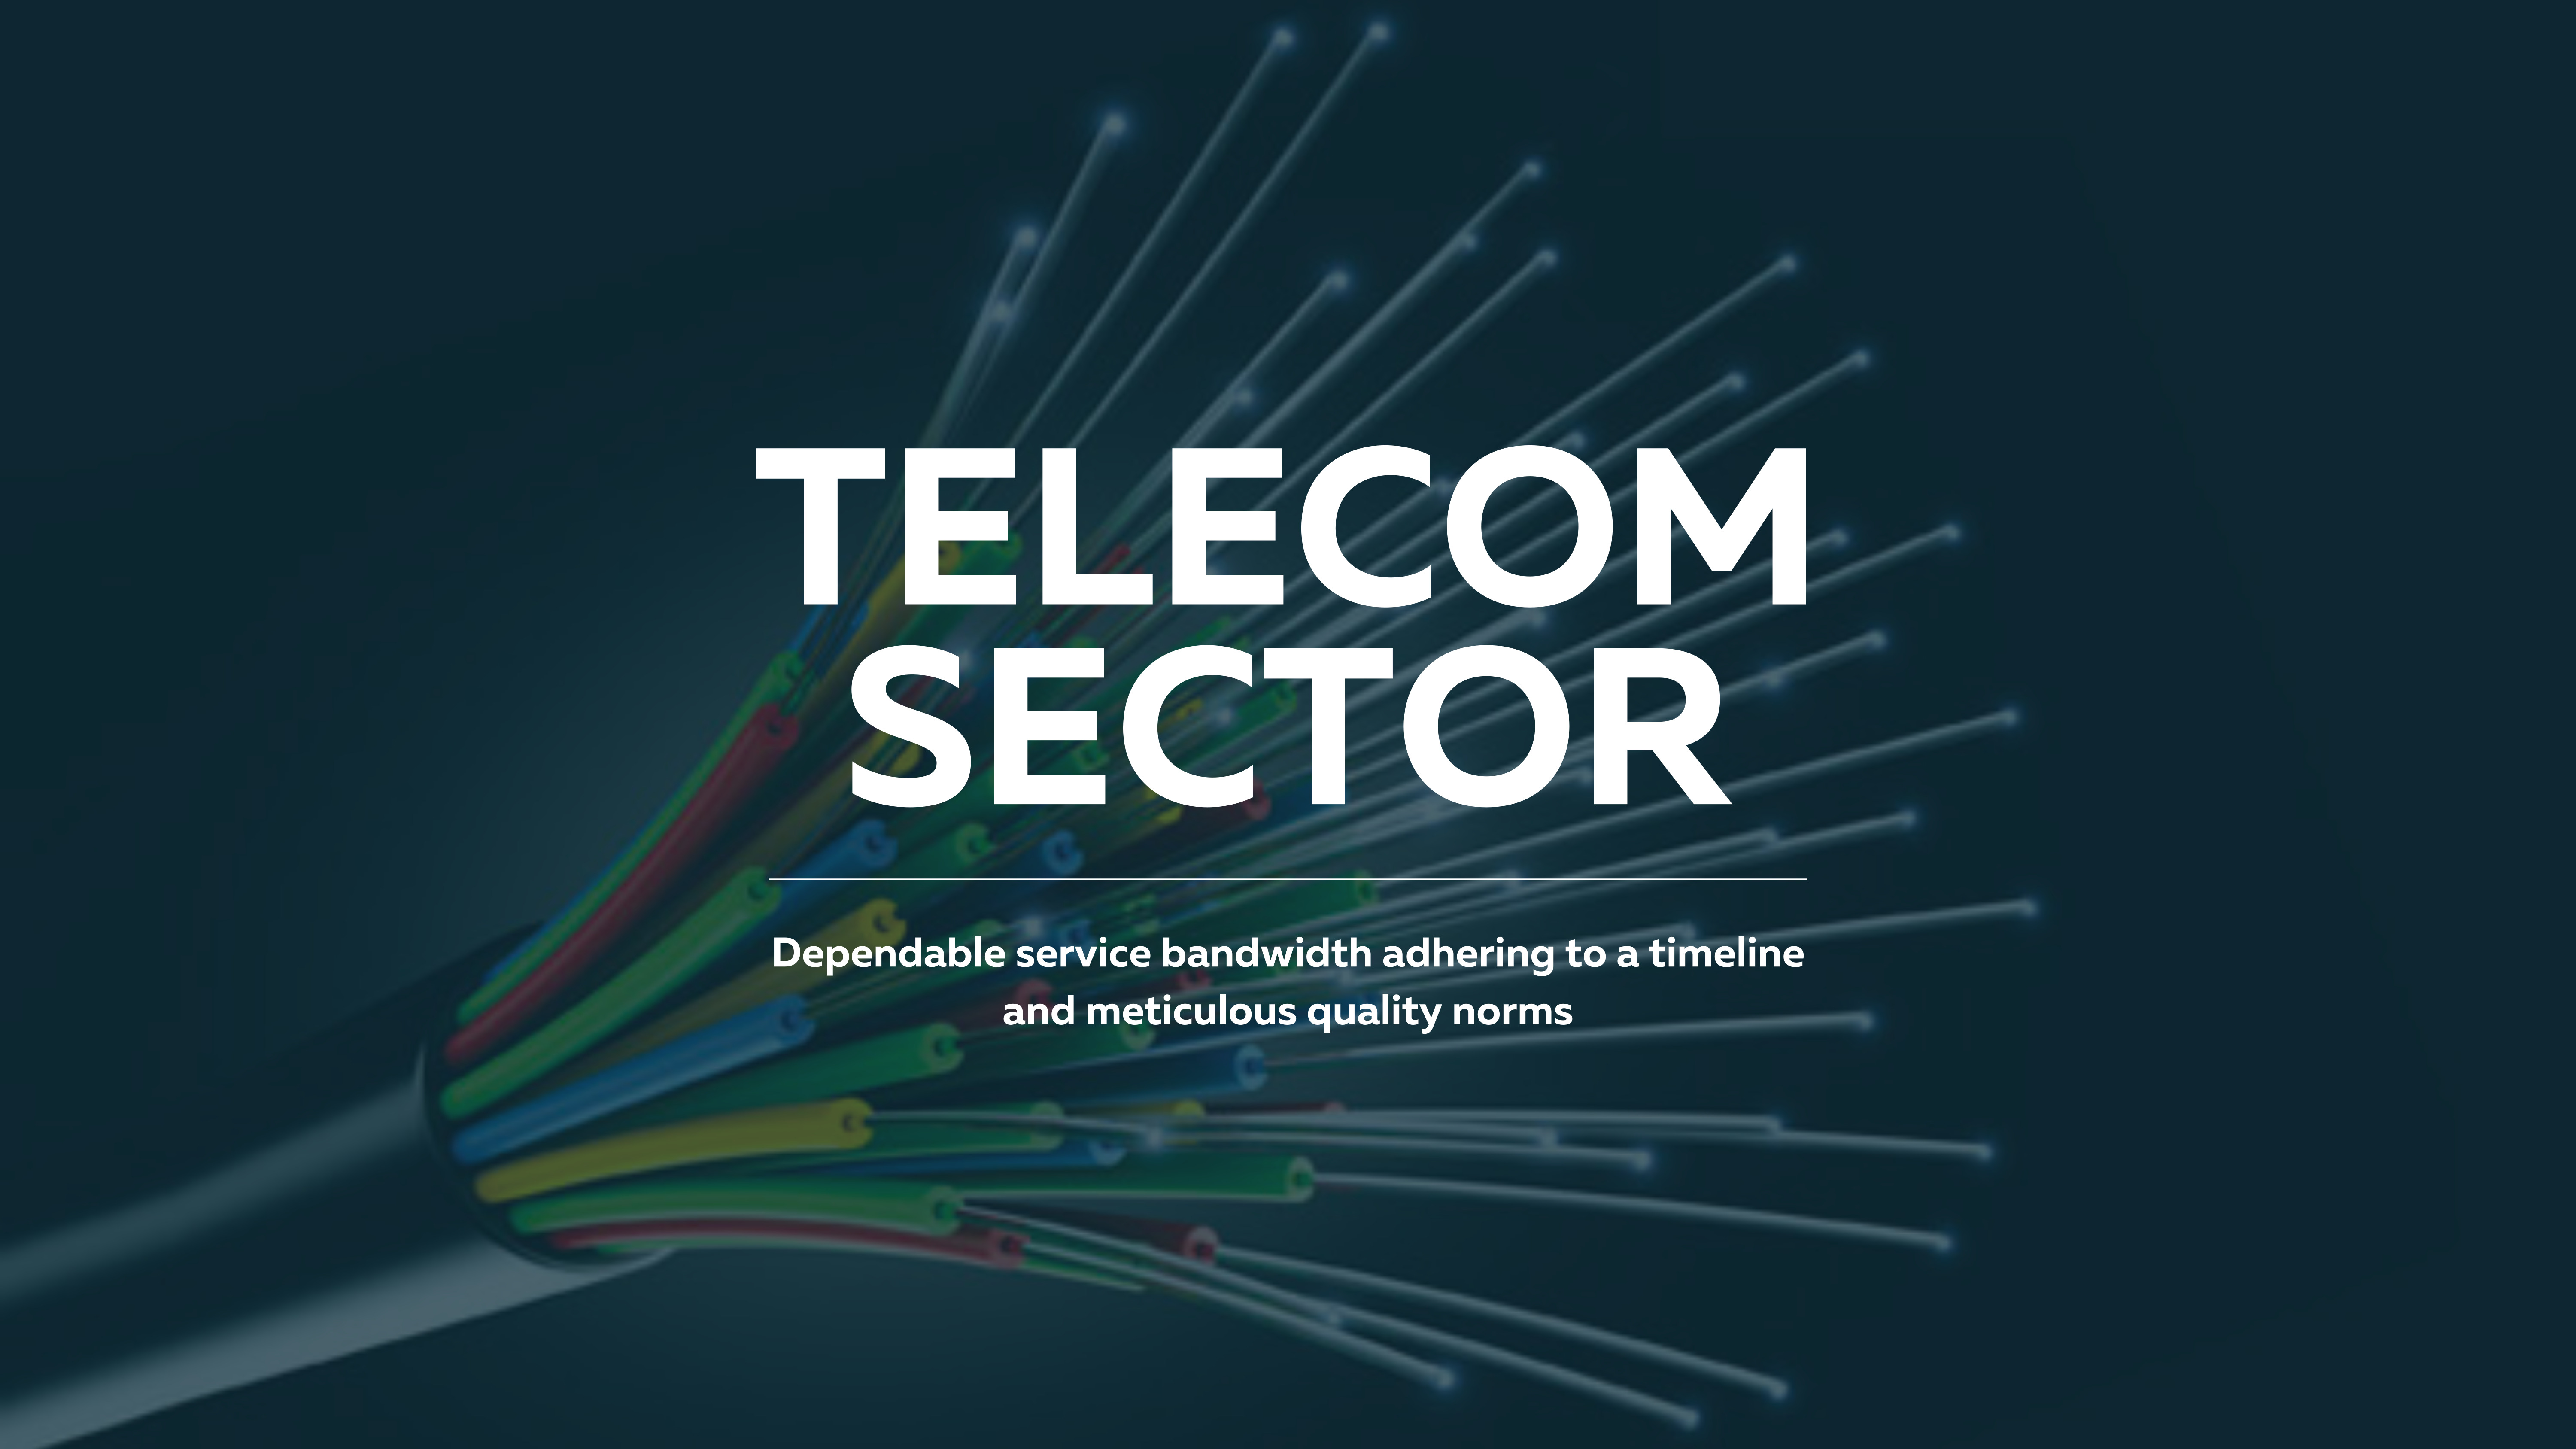 TELECOM
SECTOR
Dependable service bandwidth adhering to a timeline
and meticulous quality norms